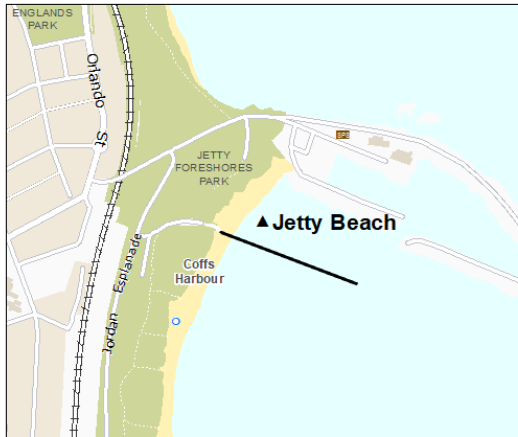 ENGLANDS
PARK
Orlando St
JETTY
FORESHORES
PARK
Jetty Beach
Jordan Esplanade
Coffs
Harbour